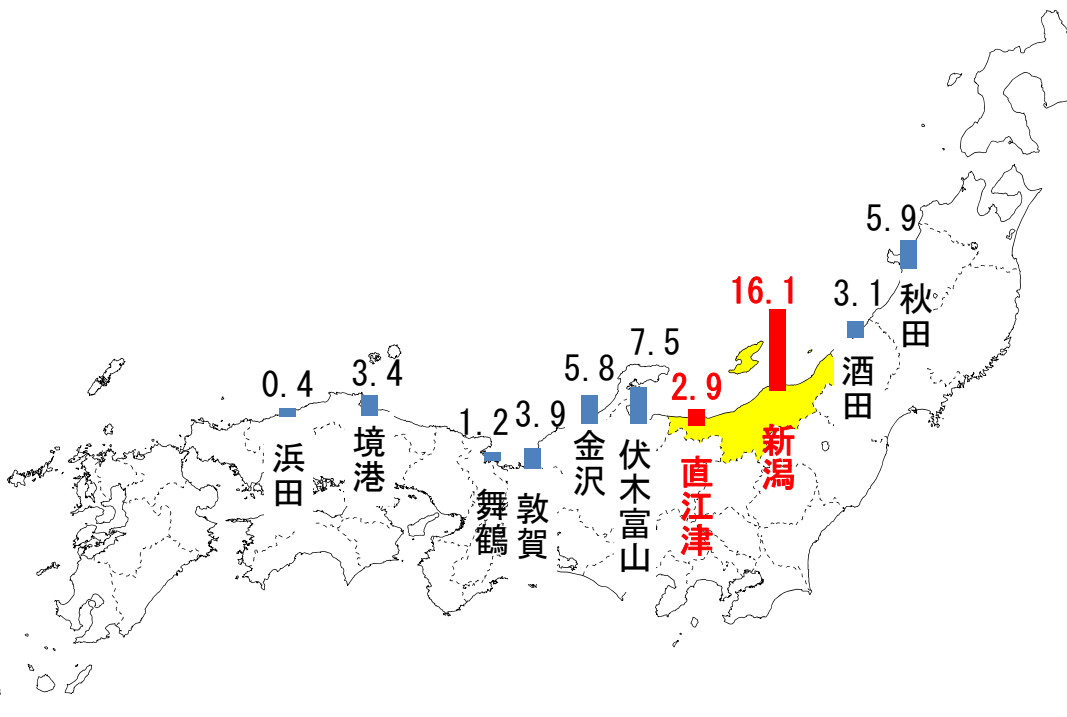 5.9
秋田
3.1
酒田
16.1
新潟
2.9
直江津
7.5
伏木富山
5.8
金沢
3.9
敦賀
1.2
舞鶴
3.4
境港
0.4
浜田